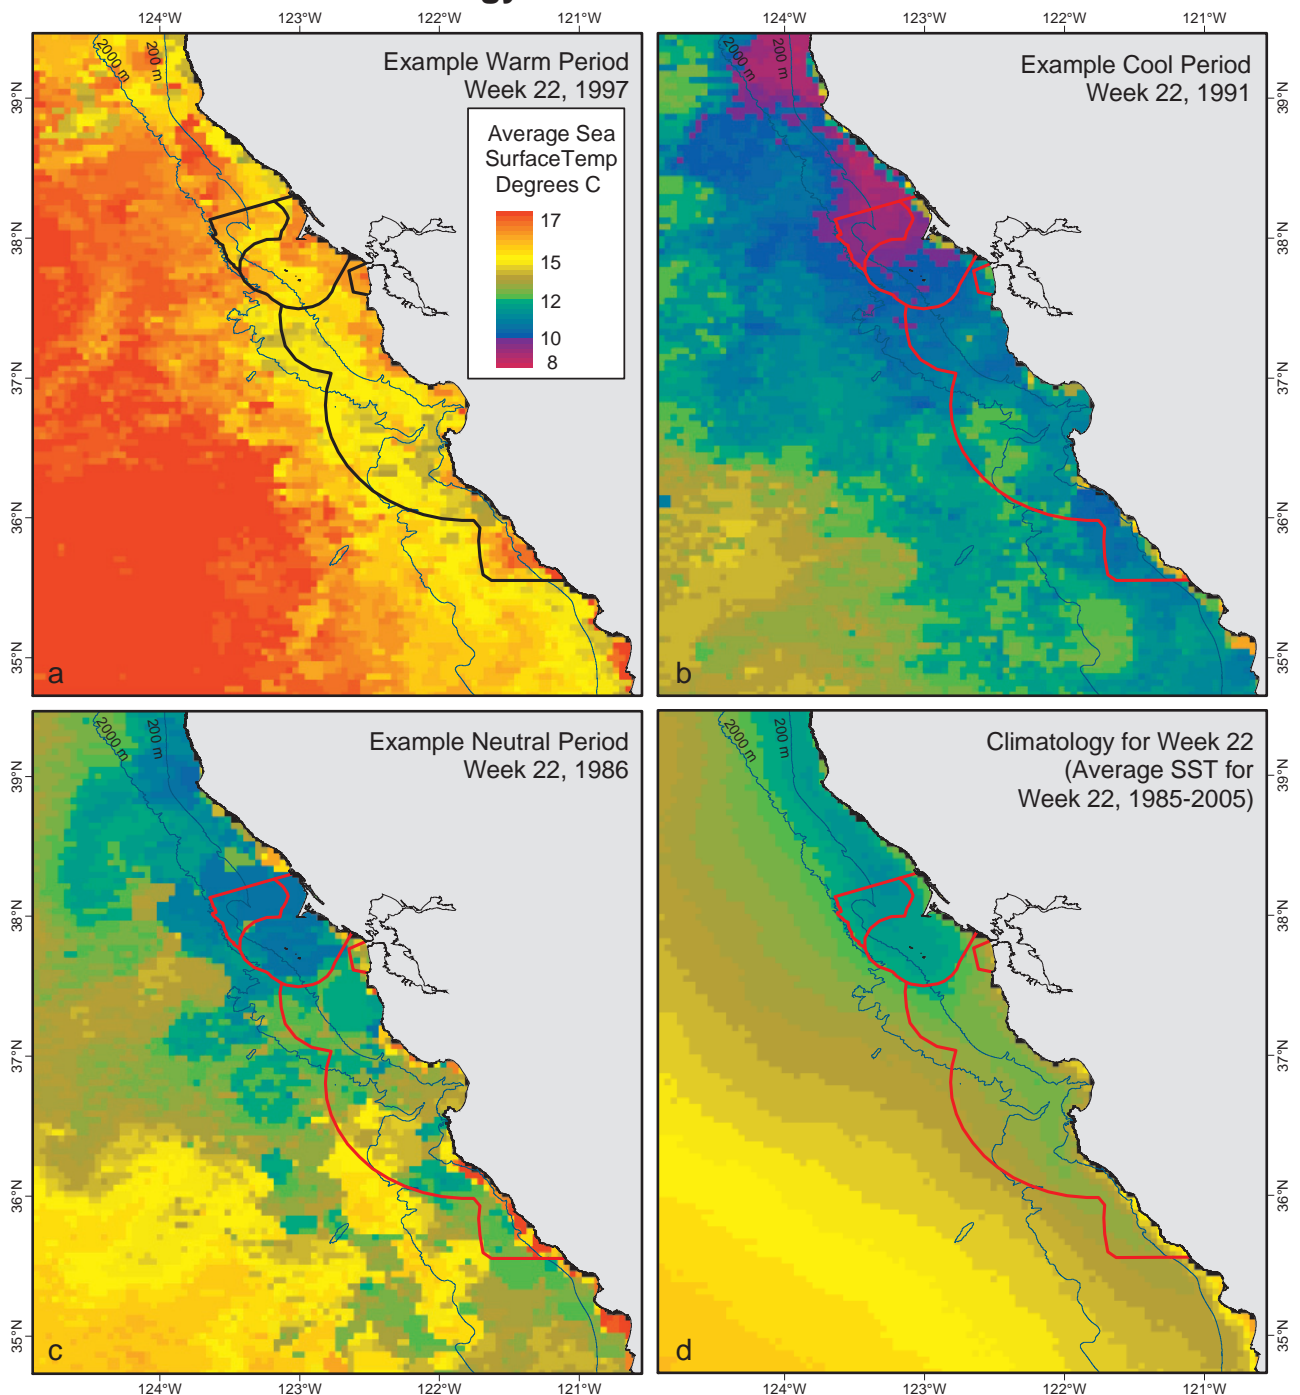 gy
124°W 123°W 122°W 121°W 124°W 123°W 122°W 121°W
39°N
38°N
37°N
36°N
35°N
2000 m
200 m
Example Warm Period
Week 22, 1997
Average Sea
SurfaceTemp
Degrees C
17
15
12
10
8
a
2000 m
200 m
Example Cool Period
Week 22, 1991
b
39°N
38°N
37°N
36°N
35°N
39°N
38°N
37°N
36°N
35°N
2000 m
200 m
Example Neutral Period
Week 22, 1986
c
2000 m
200 m
Climatology for Week 22
(Average SST for
Week 22, 1985-2005)
d
39°N
38°N
37°N
36°N
35°N
124°W 123°W 122°W 121°W 124°W 123°W 122°W 121°W